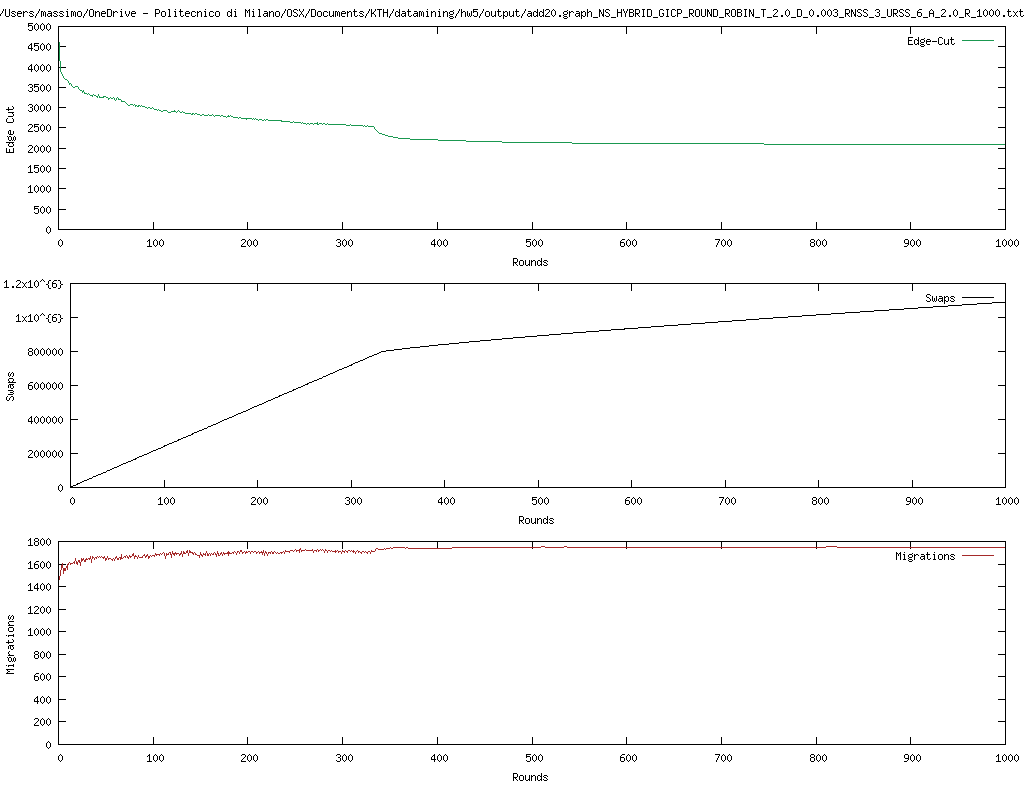 /Users/massimo/OneDrive - Politecnico di Milano/OSX/Documents/KTH/datamining/hw5/output/add20.graph_NS_HYBRID_GICP_ROUND_ROBIN_T_2.0_D_0.003_RNSS_3_URSS_6_A_2.0_R_1000.txt
5000
4500
4000
3500
3000
2500
2000
1500
1000
500
0
Edge Cut
Edge-Cut
0 100 200 300 400 500 600 700 800 900 1000
Rounds
1.2x10^{6}
1x10^{6}
800000
600000
400000
200000
0
Swaps
Swaps
0 100 200 300 400 500 600 700 800 900 1000
Rounds
1800
1600
1400
1200
1000
800
600
400
200
0
Migrations
Migrations
0 100 200 300 400 500 600 700 800 900 1000
Rounds